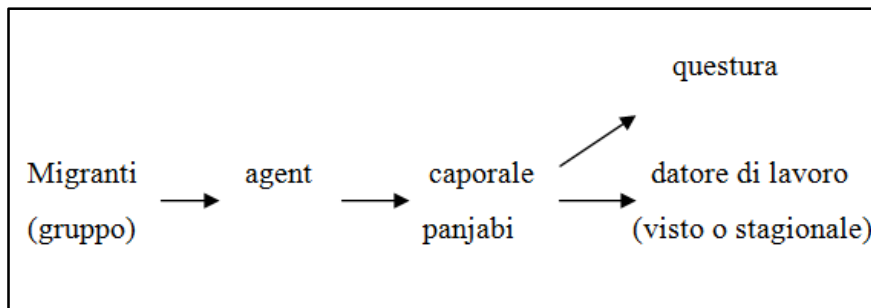 questura
Migranti agent caporale datore di lavoro
(gruppo) panjabi (visto o stagionale)